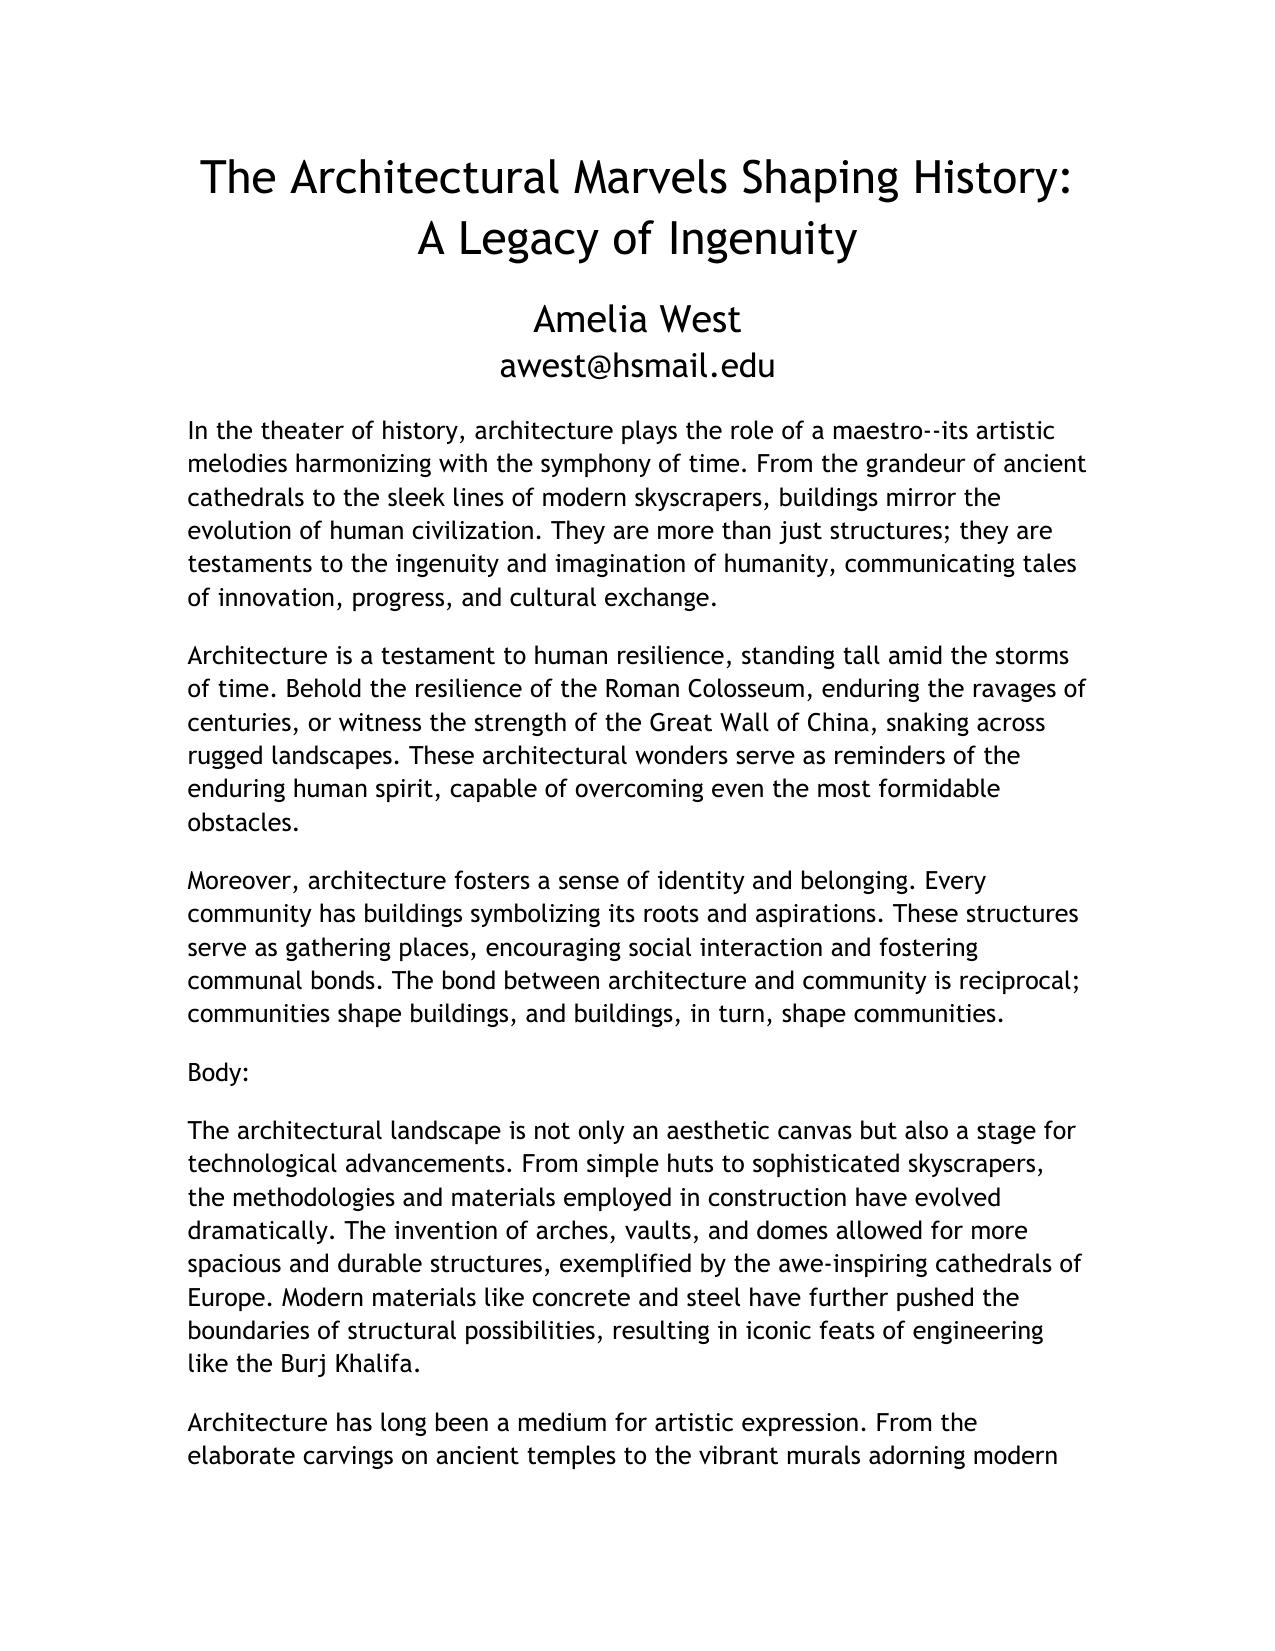 The Architectural Marvels Shaping History:
A Legacy of Ingenuity
Amelia West
awest@hsmail.edu
In the theater of history, architecture plays the role of a maestro--its artistic
melodies harmonizing with the symphony of time. From the grandeur of ancient
cathedrals to the sleek lines of modern skyscrapers, buildings mirror the
evolution of human civilization. They are more than just structures; they are
testaments to the ingenuity and imagination of humanity, communicating tales
of innovation, progress, and cultural exchange.
Architecture is a testament to human resilience, standing tall amid the storms
of time. Behold the resilience of the Roman Colosseum, enduring the ravages of
centuries, or witness the strength of the Great Wall of China, snaking across
rugged landscapes. These architectural wonders serve as reminders of the
enduring human spirit, capable of overcoming even the most formidable
obstacles.
Moreover, architecture fosters a sense of identity and belonging. Every
community has buildings symbolizing its roots and aspirations. These structures
serve as gathering places, encouraging social interaction and fostering
communal bonds. The bond between architecture and community is reciprocal;
communities shape buildings, and buildings, in turn, shape communities.
Body:
The architectural landscape is not only an aesthetic canvas but also a stage for
technological advancements. From simple huts to sophisticated skyscrapers,
the methodologies and materials employed in construction have evolved
dramatically. The invention of arches, vaults, and domes allowed for more
spacious and durable structures, exemplified by the awe-inspiring cathedrals of
Europe. Modern materials like concrete and steel have further pushed the
boundaries of structural possibilities, resulting in iconic feats of engineering
like the Burj Khalifa.
Architecture has long been a medium for artistic expression. From the
elaborate carvings on ancient temples to the vibrant murals adorning modern